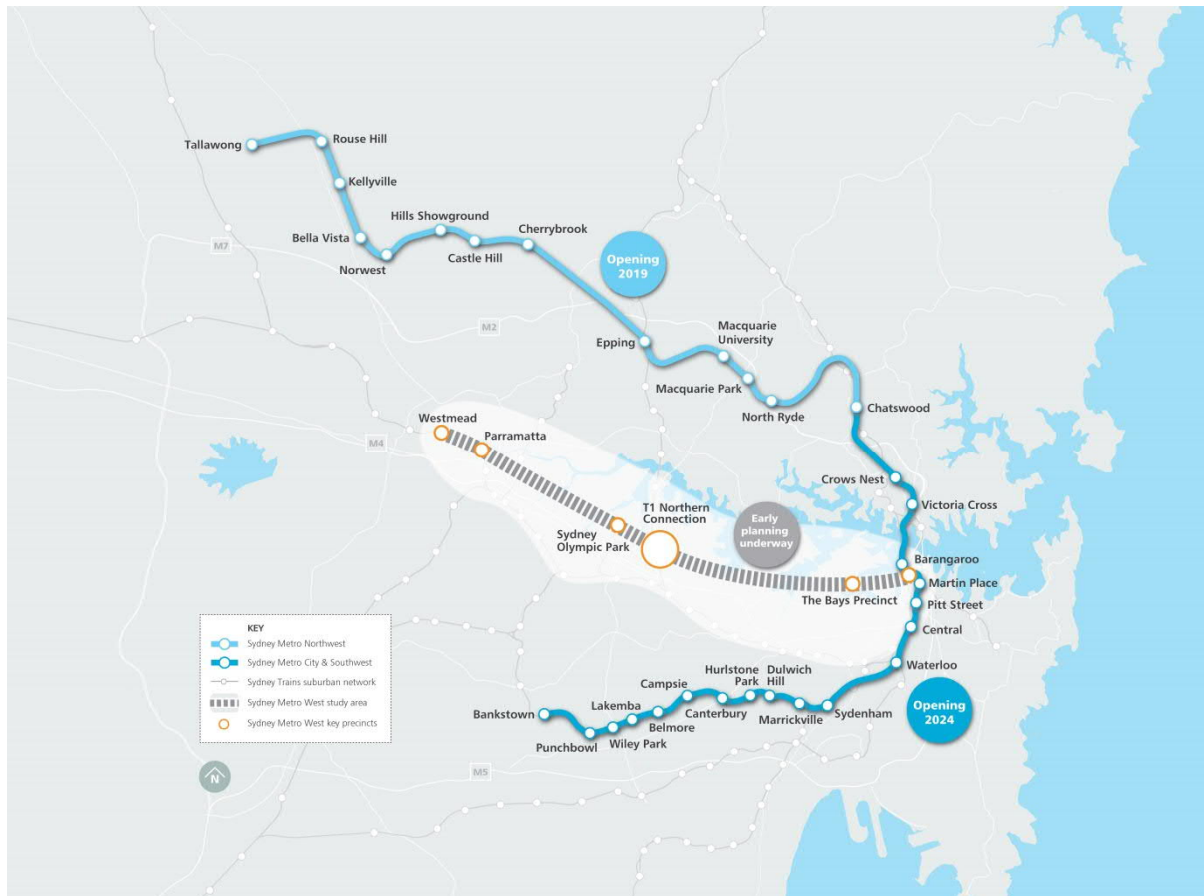 Tallawong
Rouse Hill
Kellyville
Hills Showground
Cherrybrook
Bella Vista
M7
Norwest
Castle Hill
Opening
2019
M2
Epping
Macquarie
University
Macquarie Park
North Ryde
Chatswood
Westmead
Parramatta
M4
Crows Nest
Victoria Cross
T1 Northern
Connection
Early
planning
underway
Sydney
Olympic Park
Barangaroo
Martin Place
The Bays Precinct
Pitt Street
Central
KEY
Sydney Metro Northwest
Sydney Metro City & Southwest
Sydney Trains suburban network
Sydney Metro West study area
Sydney Metro West key precincts
Waterloo
Hurlstone
Park
Dulwich
Hill
Campsie
Lakemba
Bankstown
Canterbury
Marrickville
Sydenham
Opening
2024
Belmore
Wiley Park
Punchbowl
M5
N